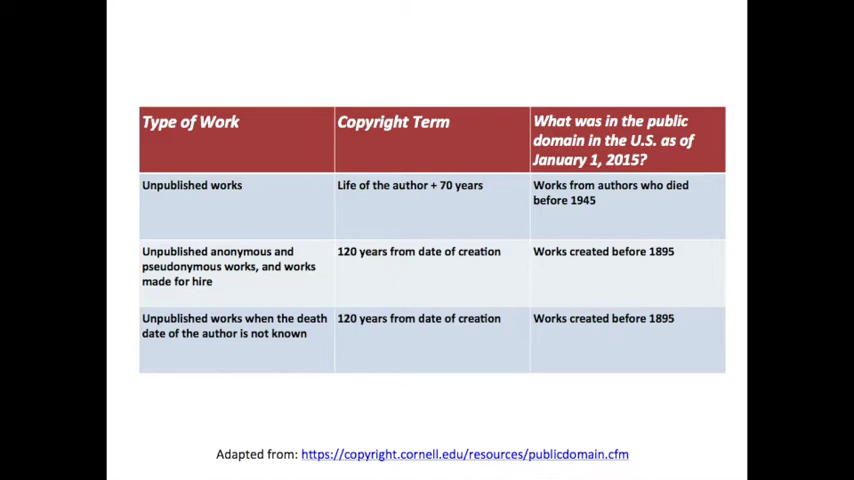 Type of Work
Copyright Term
What was in the public
domain in the U.S. as of
January 1, 2015?
Unpublished works
Life of the author + 70 years
Works from authors who died
before 1945
Unpublished anonymous and
pseudonymous works, and works
made for hire
120 years from date of creation
Works created before 1895
Unpublished works when the death
date of the author is not known
120 years from date of creation
Works created before 1895
Adapted from: https://copyright.cornell.edu/resources/publicdomain.cfm